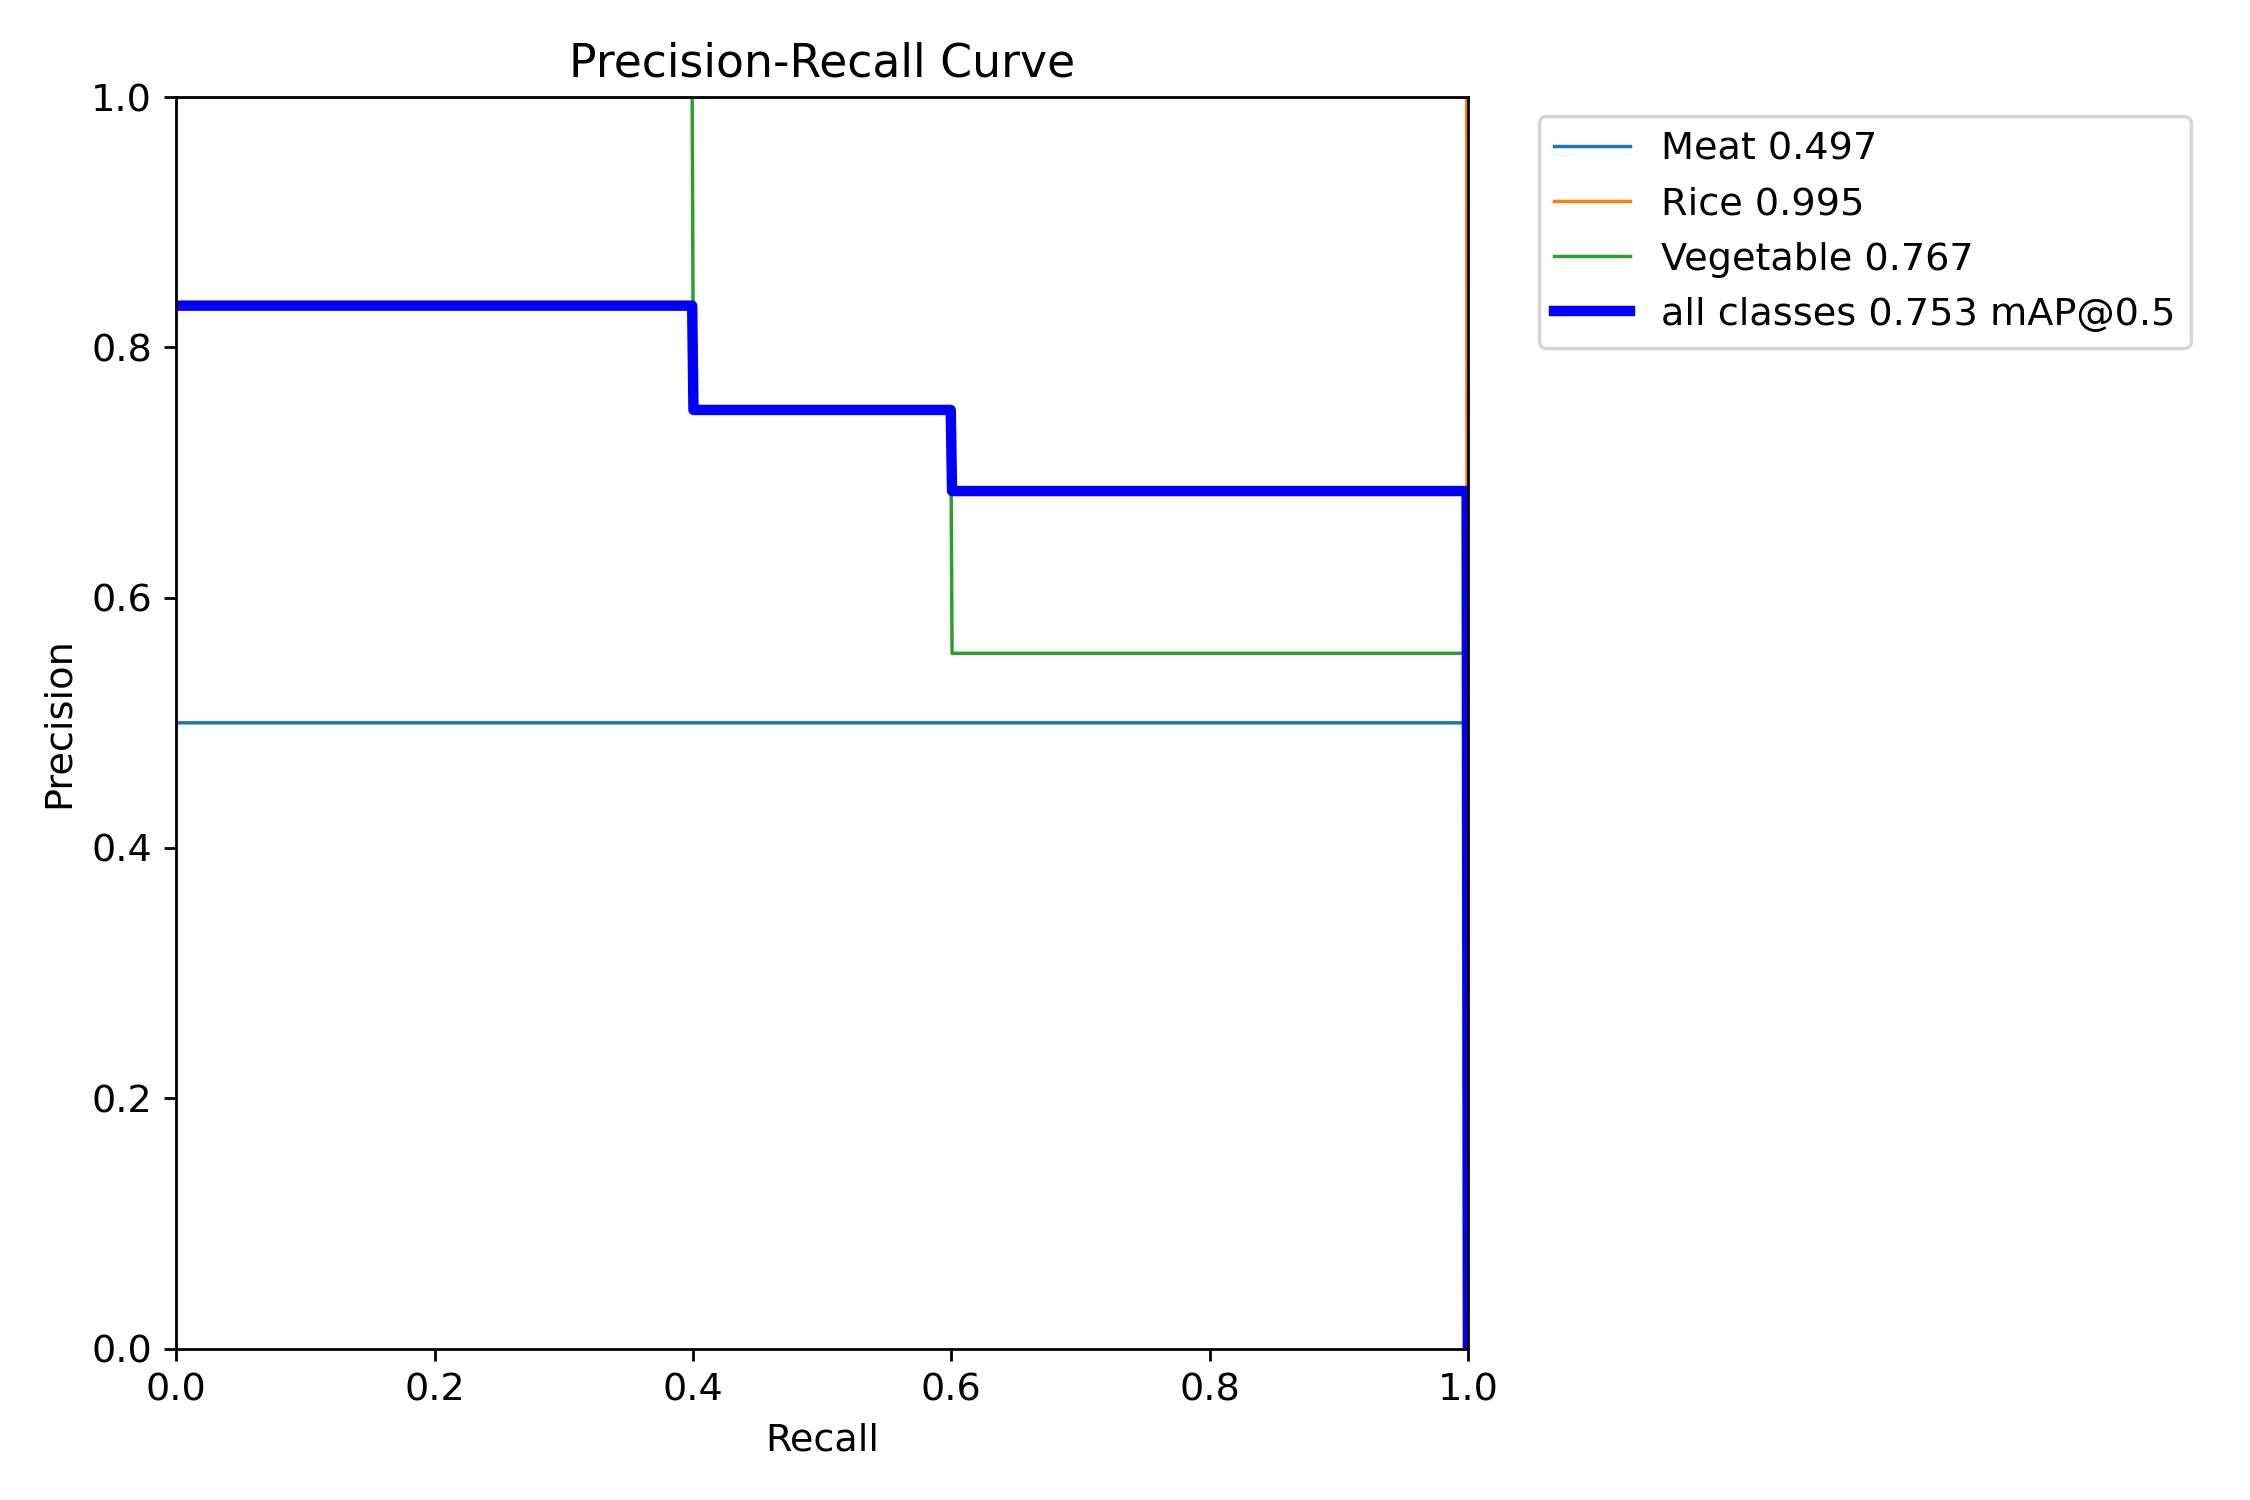 Precision-Recall Curve
1.0
0.8
0.6
0.4
0.2
0.0
Precision
0.0 0.2 0.4 0.6 0.8 1.0
Recall
Meat 0.497
Rice 0.995
Vegetable 0.767
all classes 0.753 mAP@0.5